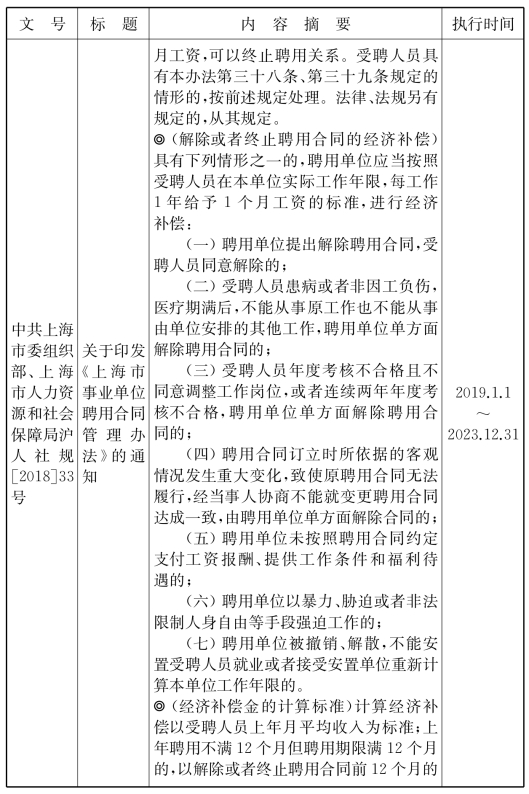 文 号 标 题 内 容 摘 要 执行时间
中共上海
市委组织
部、上海
市人力资
源和社会
保障局沪
人社规
[2018]33
号
关于印发
《上海市
事业单位
聘用合同
管理办
法》的通
知
月工资,可以终止聘用关系。受聘人员具
有本办法第三十八条、第三十九条规定的
情形的,按前述规定处理。法律、法规另有
规定的,从其规定。
◎(解除或者终止聘用合同的经济补偿)
具有下列情形之一的,聘用单位应当按照
受聘人员在本单位实际工作年限,每工作
1年给予1个月工资的标准,进行经济
补偿:
(一)聘用单位提出解除聘用合同,受
聘人员同意解除的;
(二)受聘人员患病或者非因工负伤,
医疗期满后,不能从事原工作也不能从事
由单位安排的其他工作,聘用单位单方面
解除聘用合同的;
(三)受聘人员年度考核不合格且不
同意调整工作岗位,或者连续两年年度考
核不合格,聘用单位单方面解除聘用合
同的;
(四)聘用合同订立时所依据的客观
情况发生重大变化,致使原聘用合同无法
履行,经当事人协商不能就变更聘用合同
达成一致,由聘用单位单方面解除合同的;
(五)聘用单位未按照聘用合同约定
支付工资报酬、提供工作条件和福利待
遇的;
(六)聘用单位以暴力、胁迫或者非法
限制人身自由等手段强迫工作的;
(七)聘用单位被撤销、解散,不能安
置受聘人员就业或者接受安置单位重新计
算本单位工作年限的。
◎(经济补偿金的计算标准)计算经济补
偿以受聘人员上年月平均收入为标准;上
年聘用不满12个月但聘用期限满12个月
的,以解除或者终止聘用合同前12个月的
2019.1.1
~
2023.12.31